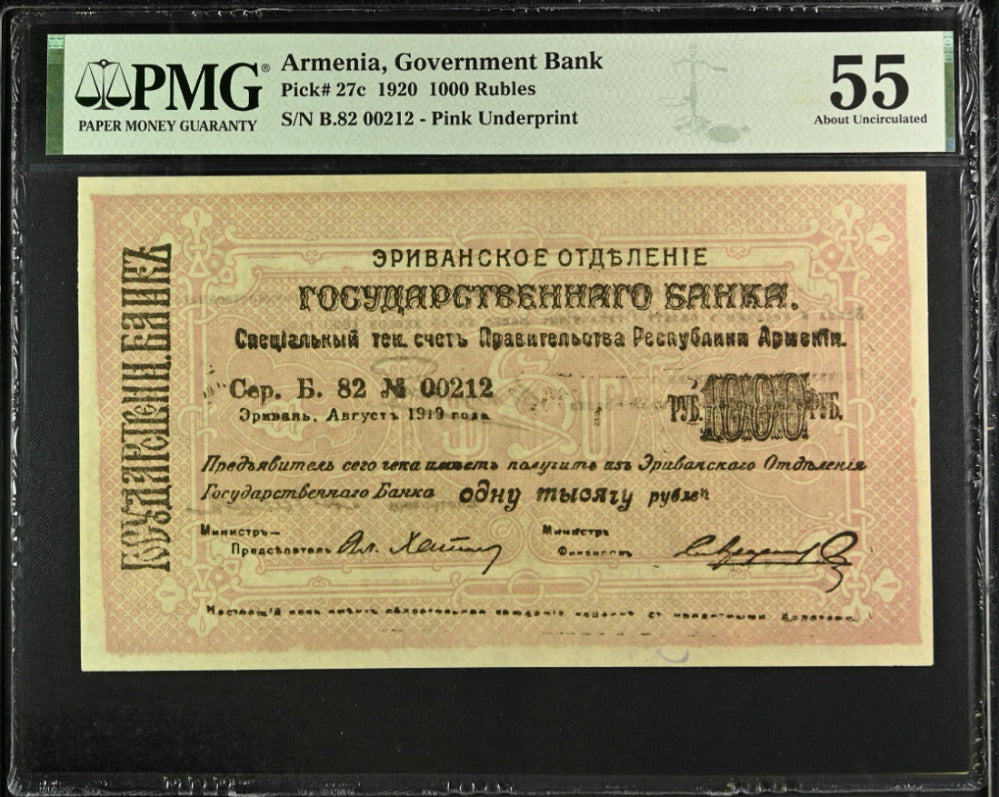 PMG®
PAPER MONEY GUARANTY
Armenia, Government Bank
Pick# 27c 1920 1000 Rubles
S/N B.82 00212 - Pink Underprint
55
About Uncirculated
ГОСУДАРСТВЕНН. БАНКЪ
ЭРИВАНСКОЕ ОТДѢЛЕНІЕ
ГОСУДАРСТВЕННАГО БАНКА.
Спеціальный тек. счетъ Правительства Республики Арменіи.
Сер. Б. 82 № 00212
Эривань, Августъ 1919 года
РУБ. 1000 РУБ.
Предъявитель сего чека имѣетъ получить изъ Эриванскаго Отдѣленія
Государственнаго Банка одну тысячу рублей
Министръ—
Предсѣдатель
Министръ
Финансовъ